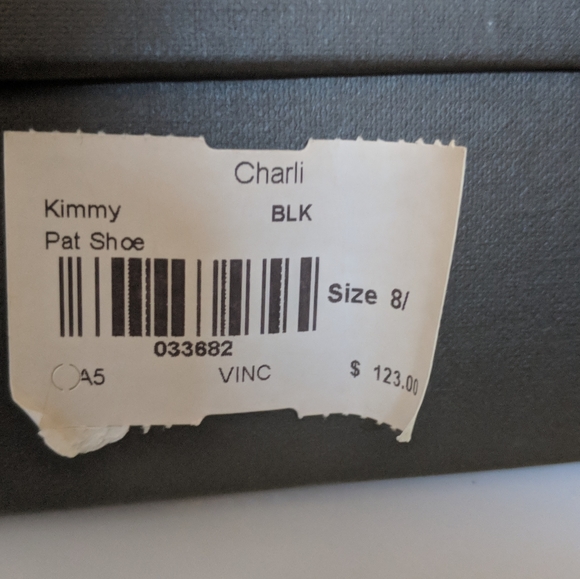 Charli
Kimmy BLK
Pat Shoe
Size 8/
033682
A5 VINC $ 123.00